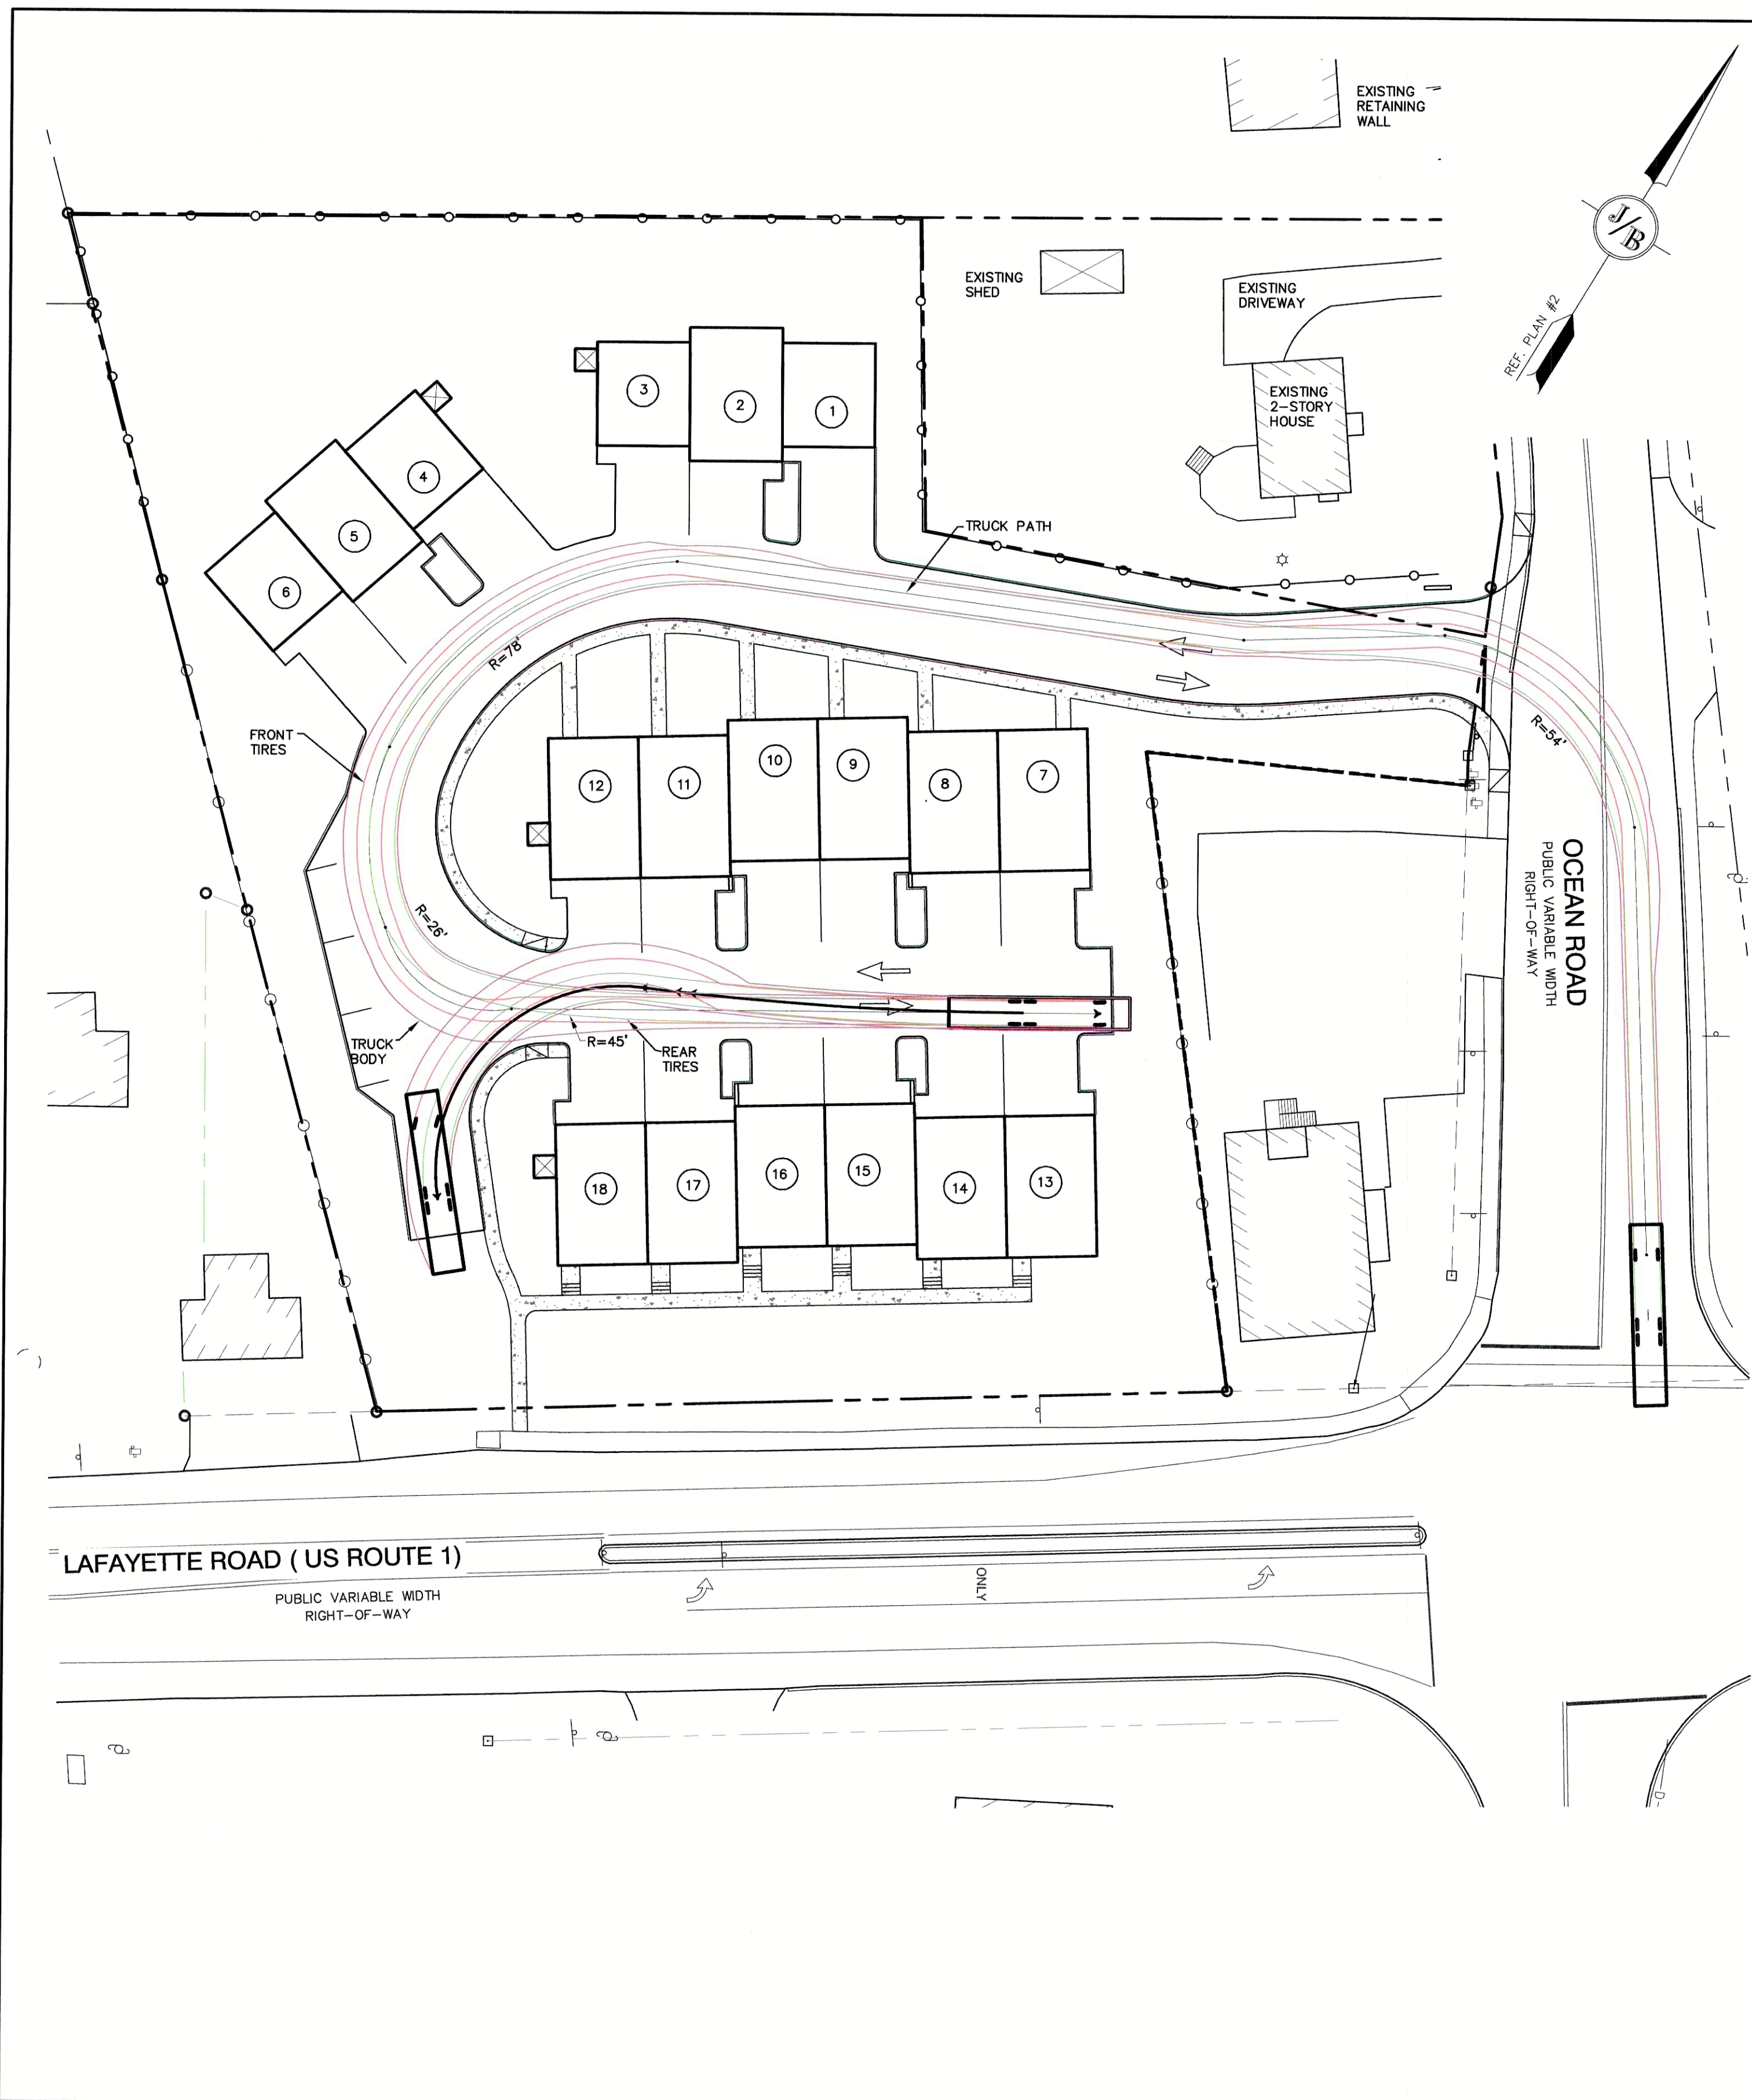 EXISTING
RETAINING
WALL
J/B
REF. PLAN #2
EXISTING
SHED
EXISTING
DRIVEWAY
EXISTING
2-STORY
HOUSE
3
2
1
4
5
6
TRUCK PATH
R=78'
FRONT
TIRES
R=54'
12
11
10
9
8
7
OCEAN ROAD
PUBLIC VARIABLE WIDTH
RIGHT-OF-WAY
R=26'
TRUCK
BODY
R=45'
REAR
TIRES
18
17
16
15
14
13
LAFAYETTE ROAD ( US ROUTE 1)
PUBLIC VARIABLE WIDTH
RIGHT-OF-WAY
ONLY
D